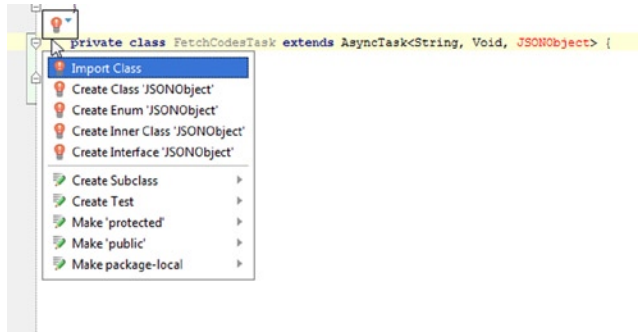 private class FetchCodesTask extends AsyncTask<String, Void, JSONObject> {
Import Class
Create Class 'JSONObject'
Create Enum 'JSONObject'
Create Inner Class 'JSONObject'
Create Interface 'JSONObject'
Create Subclass
Create Test
Make 'protected'
Make 'public'
Make package-local